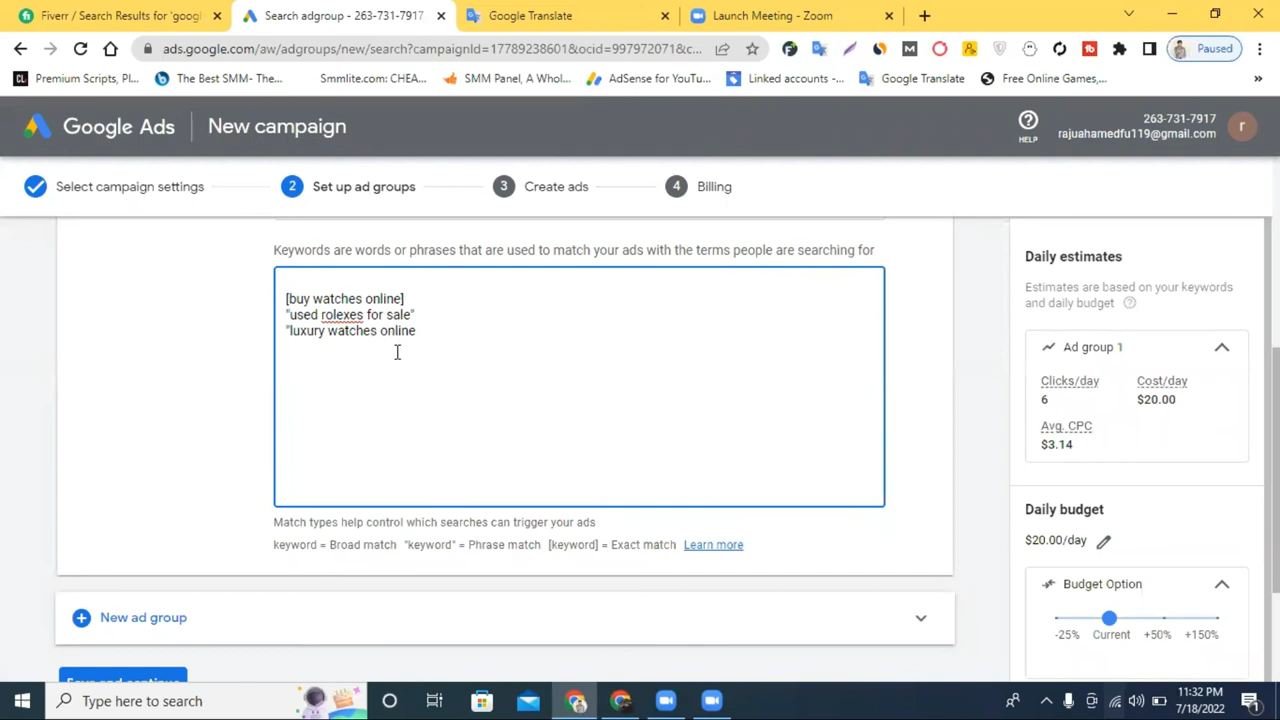 Fiverr / Search Results for 'googl
Search adgroup - 263-731-7917
Google Translate
Launch Meeting - Zoom
ads.google.com/aw/adgroups/new/search?campaignId=17789238601&ocid=997972071&c...
Paused
Premium Scripts, Pl...
The Best SMM- The...
Smmlite.com: CHEA...
SMM Panel, A Whol...
AdSense for YouTu...
Linked accounts -...
Google Translate
Free Online Games,...
Google Ads
New campaign
HELP
263-731-7917
rajuahamedfu119@gmail.com
r
Select campaign settings
2 Set up ad groups
3 Create ads
4 Billing
Keywords are words or phrases that are used to match your ads with the terms people are searching for
[buy watches online]
"used rolexes for sale"
"luxury watches online
Match types help control which searches can trigger your ads
keyword = Broad match "keyword" = Phrase match [keyword] = Exact match Learn more
New ad group
Save and continue
Daily estimates
Estimates are based on your keywords
and daily budget
Ad group 1
Clicks/day
Cost/day
6
$20.00
Avg. CPC
$3.14
Daily budget
$20.00/day
Budget Option
-25% Current +50% +150%
Type here to search
11:32 PM
7/18/2022